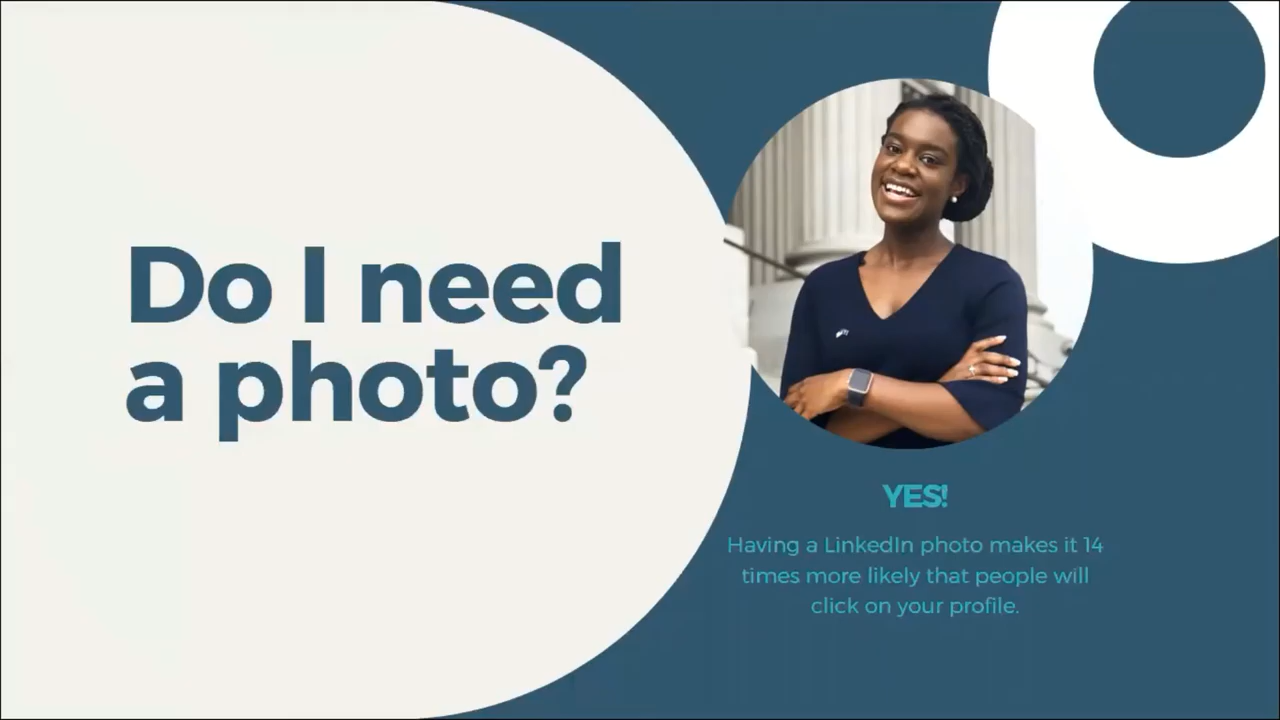 Do I need
a photo?
YES!
Having a LinkedIn photo makes it 14
times more likely that people will
click on your profile.